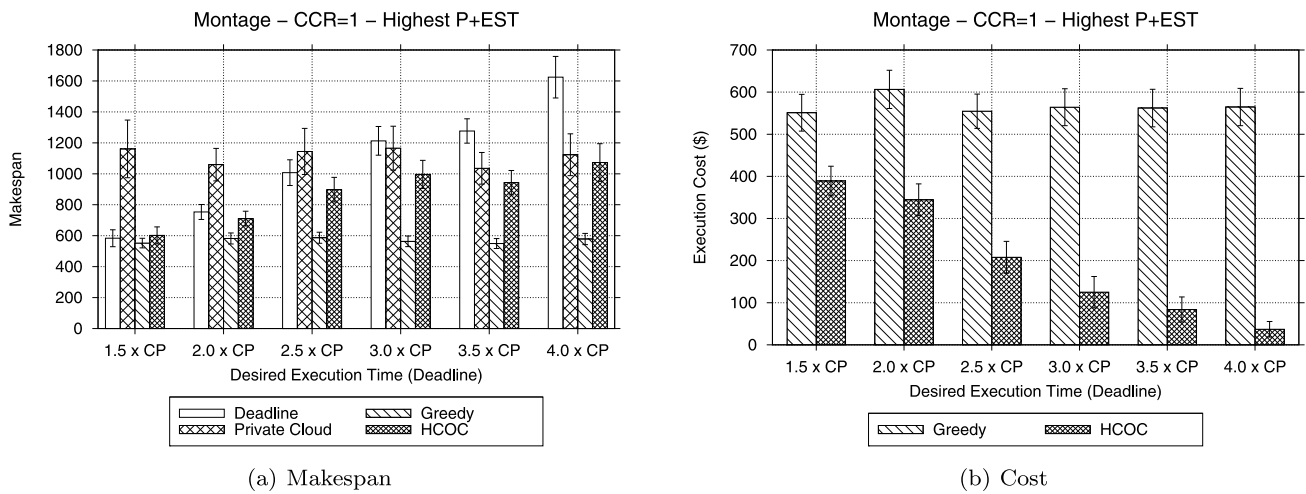 Montage – CCR=1 – Highest P+EST
Makespan
1800
1600
1400
1200
1000
800
600
400
200
0
1.5 x CP 2.0 x CP 2.5 x CP 3.0 x CP 3.5 x CP 4.0 x CP
Desired Execution Time (Deadline)
Deadline Greedy
Private Cloud HCOC
(a) Makespan
Montage – CCR=1 – Highest P+EST
Execution Cost ($)
700
600
500
400
300
200
100
0
1.5 x CP 2.0 x CP 2.5 x CP 3.0 x CP 3.5 x CP 4.0 x CP
Desired Execution Time (Deadline)
Greedy HCOC
(b) Cost